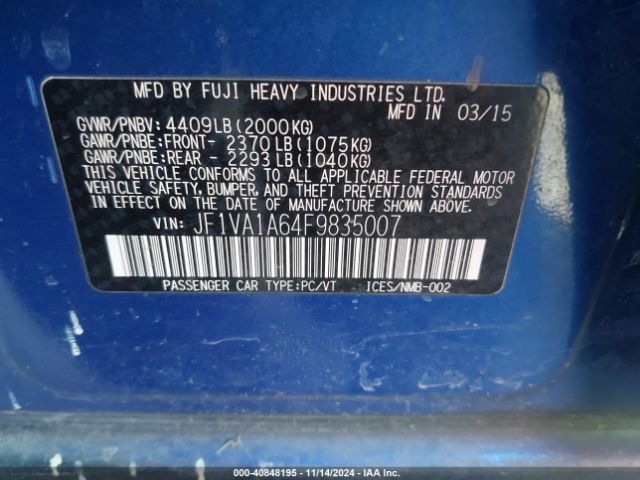 MFD BY FUJI HEAVY INDUSTRIES LTD.
MFD IN 03/15
GVWR/PNBV: 4409LB(2000KG)
GAWR/PNBE:FRONT- 2370LB(1075KG)
GAWR/PNBE:REAR - 2293LB(1040KG)
THIS VEHICLE CONFORMS TO ALL APPLICABLE FEDERAL MOTOR
VEHICLE SAFETY, BUMPER, AND THEFT PREVENTION STANDARDS
IN EFFECT ON THE DATE OF MANUFACTURE SHOWN ABOVE.
VIN: JF1VA1A64F9835007
PASSENGER CAR TYPE:PC/VT ICES/NMB-002
000-40848195 - 11/14/2024 - IAA Inc.